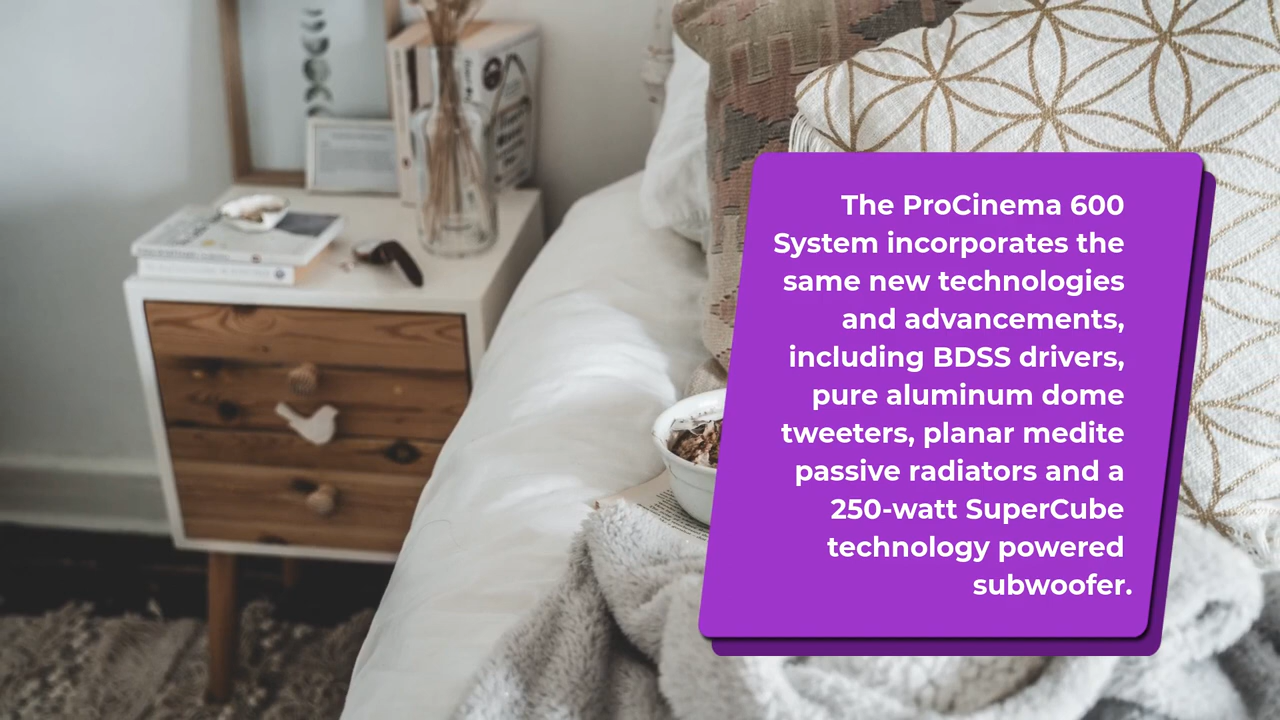 The ProCinema 600
System incorporates the
same new technologies
and advancements,
including BDSS drivers,
pure aluminum dome
tweeters, planar medite
passive radiators and a
250-watt SuperCube
technology powered
subwoofer.